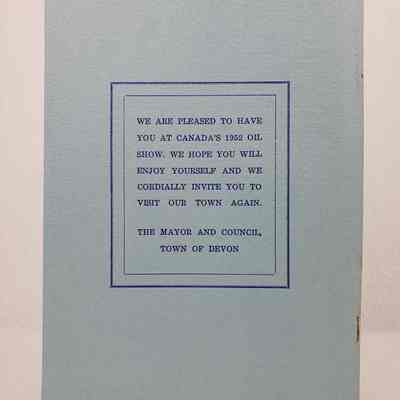 WE ARE PLEASED TO HAVE
YOU AT CANADA'S 1952 OIL
SHOW. WE HOPE YOU WILL
ENJOY YOURSELF AND WE
CORDIALLY INVITE YOU TO
VISIT OUR TOWN AGAIN.
THE MAYOR AND COUNCIL,
TOWN OF DEVON